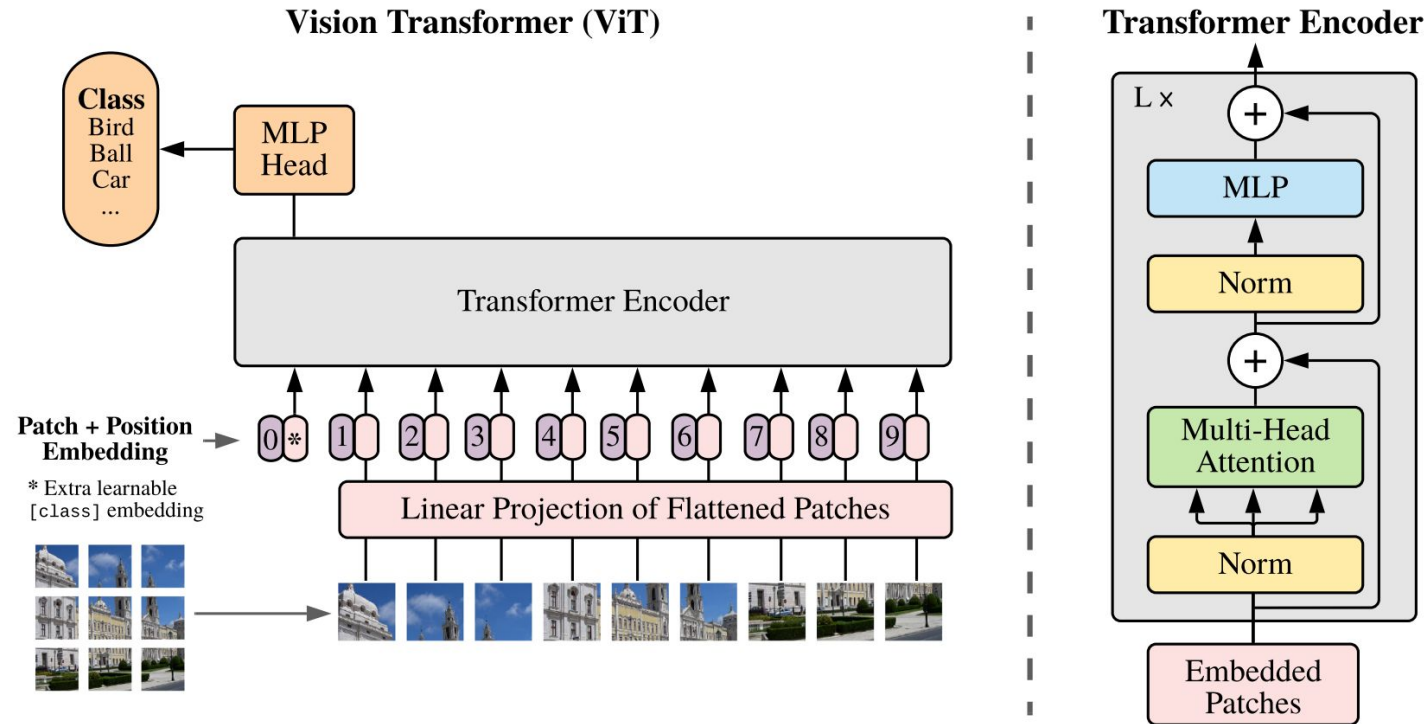 Vision Transformer (ViT)
Class
Bird
Ball
Car
...
MLP
Head
Transformer Encoder
Patch + Position
Embedding
* Extra learnable
[class] embedding
0 * 1 2 3 4 5 6 7 8 9
Linear Projection of Flattened Patches
Transformer Encoder
L ×
+
MLP
Norm
+
Multi-Head
Attention
Norm
Embedded
Patches